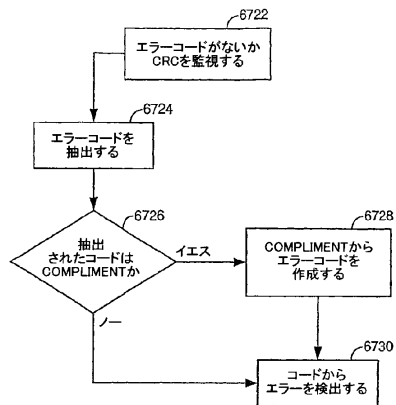 6722
エラーコードがないか
CRCを監視する
6724
エラーコードを
抽出する
6726
抽出
されたコードは
COMPLIMENTか
イエス
ノー
6728
COMPLIMENTから
エラーコードを
作成する
6730
コードから
エラーを検出する